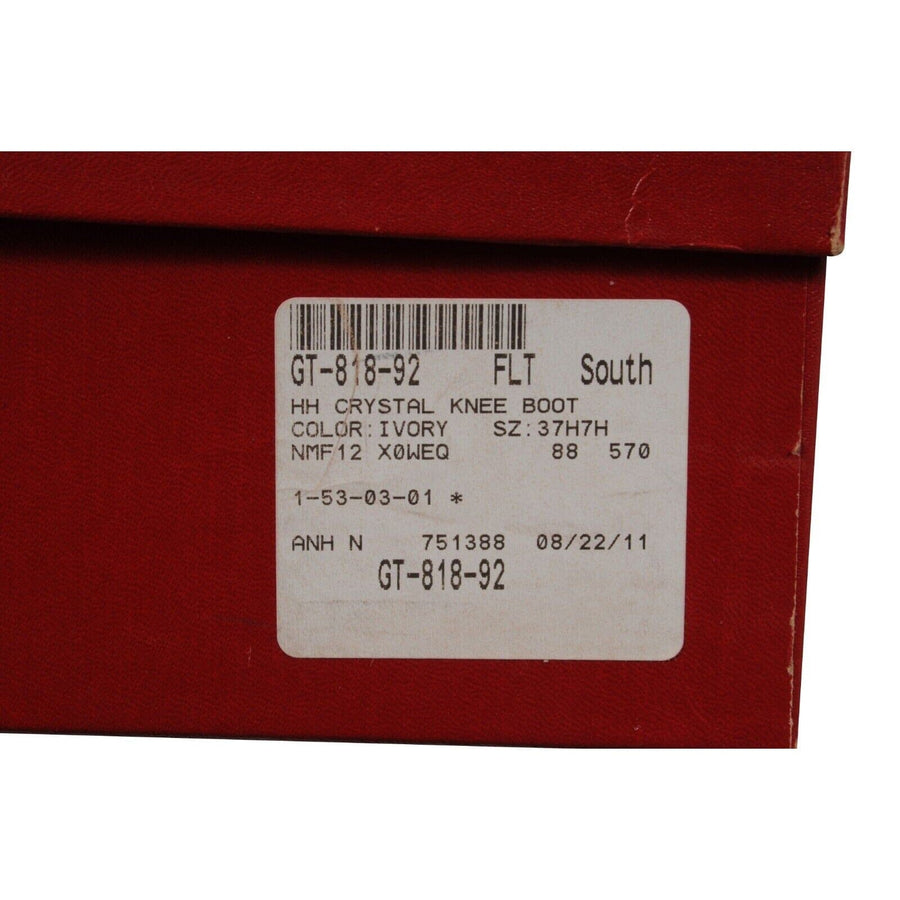 GT-818-92 FLT South
HH CRYSTAL KNEE BOOT
COLOR:IVORY SZ:37H7H
NMF12 X0WEQ 88 570
1-53-03-01 *
ANH N 751388 08/22/11
GT-818-92